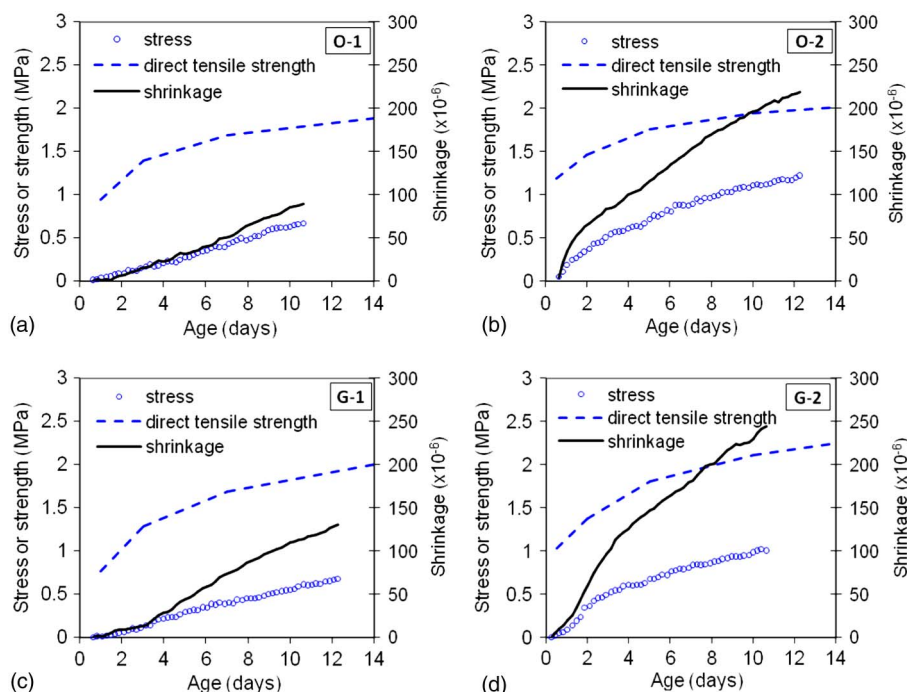 3 300
2.5 250
2 200
1.5 150
1 100
0.5 50
0 0
0 2 4 6 8 10 12 14
Stress or strength (MPa)
Shrinkage (x10-6)
Age (days)
stress
direct tensile strength
shrinkage
O-1
(a)
3 300
2.5 250
2 200
1.5 150
1 100
0.5 50
0 0
0 2 4 6 8 10 12 14
Stress or strength (MPa)
Shrinkage (x10-6)
Age (days)
stress
direct tensile strength
shrinkage
O-2
(b)
3 300
2.5 250
2 200
1.5 150
1 100
0.5 50
0 0
0 2 4 6 8 10 12 14
Stress or strength (MPa)
Shrinkage (x10-6)
Age (days)
stress
direct tensile strength
shrinkage
G-1
(c)
3 300
2.5 250
2 200
1.5 150
1 100
0.5 50
0 0
0 2 4 6 8 10 12 14
Stress or strength (MPa)
Shrinkage (x10-6)
Age (days)
stress
direct tensile strength
shrinkage
G-2
(d)